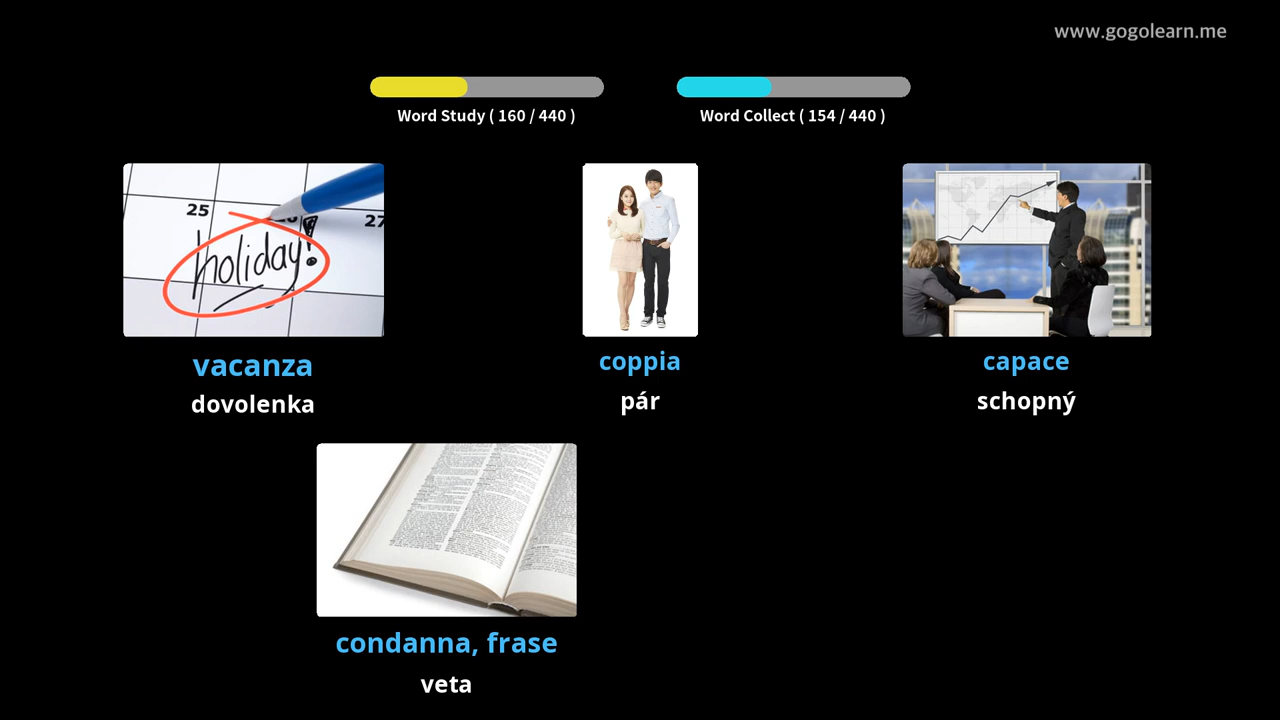 www.gogolearn.me
Word Study ( 160 / 440 )
Word Collect ( 154 / 440 )
25
27
holiday!
vacanza
dovolenka
coppia
pár
capace
schopný
condanna, frase
veta